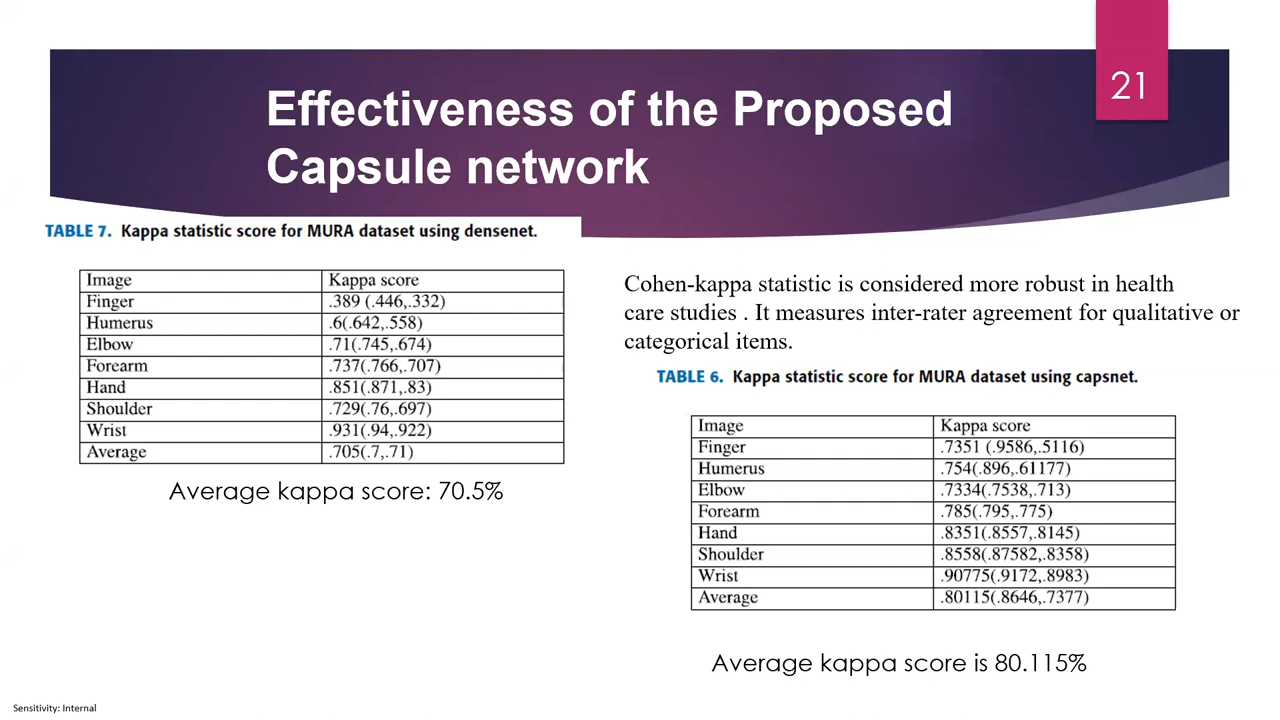 21
Effectiveness of the Proposed
Capsule network
TABLE 7. Kappa statistic score for MURA dataset using densenet.
Image Kappa score
Finger .389 (.446,.332)
Humerus .6(.642,.558)
Elbow .71(.745,.674)
Forearm .737(.766,.707)
Hand .851(.871,.83)
Shoulder .729(.76,.697)
Wrist .931(.94,.922)
Average .705(.7,.71)
Average kappa score: 70.5%
Cohen-kappa statistic is considered more robust in health
care studies . It measures inter-rater agreement for qualitative or
categorical items.
TABLE 6. Kappa statistic score for MURA dataset using capsnet.
Image Kappa score
Finger .7351 (.9586,.5116)
Humerus .754(.896,.61177)
Elbow .7334(.7538,.713)
Forearm .785(.795,.775)
Hand .8351(.8557,.8145)
Shoulder .8558(.87582,.8358)
Wrist .90775(.9172,.8983)
Average .80115(.8646,.7377)
Average kappa score is 80.115%
Sensitivity: Internal